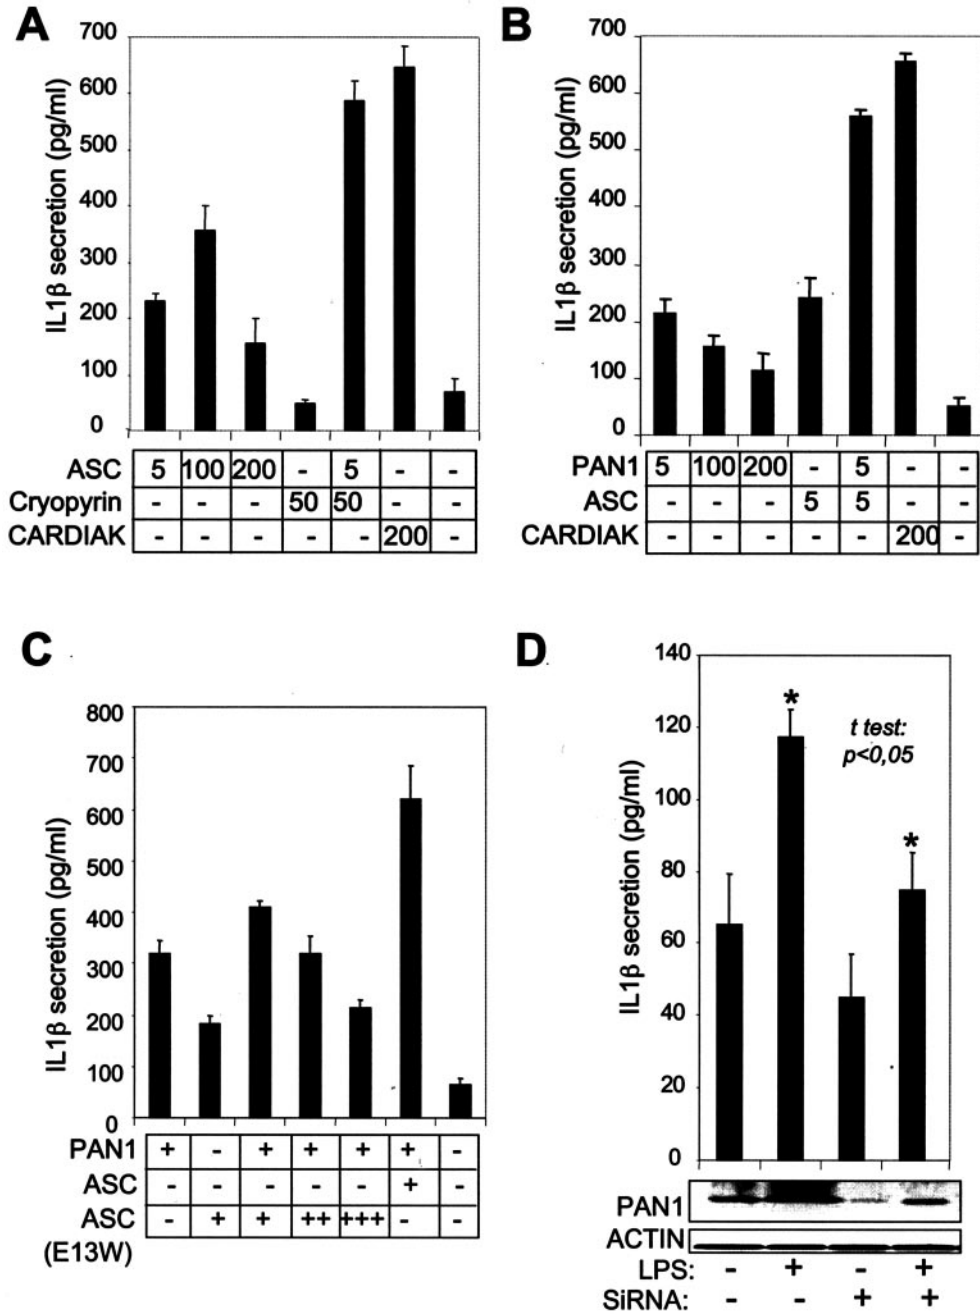 A
700
600
500
400
300
200
100
0
IL1β secretion (pg/ml)
ASC 5 100 200 - 5 - -
Cryopyrin - - - 50 50 - -
CARDIAK - - - - - 200 -
B
700
600
500
400
300
200
100
0
IL1β secretion (pg/ml)
PAN1 5 100 200 - 5 - -
ASC - - - 5 5 - -
CARDIAK - - - - - 200 -
C
800
700
600
500
400
300
200
100
0
IL1β secretion (pg/ml)
PAN1 + - + + + + -
ASC - - - - - + -
ASC - + + ++ +++ - -
(E13W)
D
140
120
100
80
60
40
20
0
IL1β secretion (pg/ml)
*
t test:
p<0,05
*
PAN1
ACTIN
LPS: - + - +
SiRNA: - - + +